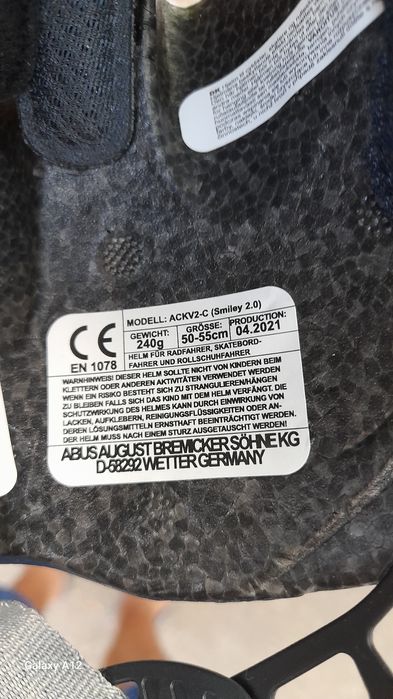 CE
EN 1078
MODELL: ACKV2-C (Smiley 2.0)
GEWICHT: 240g
GRÖSSE: 50-55cm
PRODUCTION: 04.2021
HELM FÜR RADFAHRER, SKATEBORD-
FAHRER UND ROLLSCHUHFAHRER
WARNHINWEIS! DIESER HELM SOLLTE NICHT VON KINDERN BEIM
KLETTERN ODER ANDEREN AKTIVITÄTEN VERWENDET WERDEN
WENN EIN RISIKO BESTEHT SICH ZU STRANGULIEREN/HÄNGEN
ZU BLEIBEN FALLS SICH DAS KIND MIT DEM HELM VERFÄNGT. DIE
SCHUTZWIRKUNG DES HELMES KANN DURCH EINWIRKUNG VON
LACKEN, AUFKLEBERN, REINIGUNGSFLÜSSIGKEITEN ODER AN-
DEREN LÖSUNGSMITTELN ERNSTHAFT BEEINTRÄCHTIGT WERDEN.
DER HELM MUSS NACH EINEM STURZ AUSGETAUSCHT WERDEN!
ABUS AUGUST BREMICKER SÖHNE KG
D-58292 WETTER GERMANY
Galaxy A12